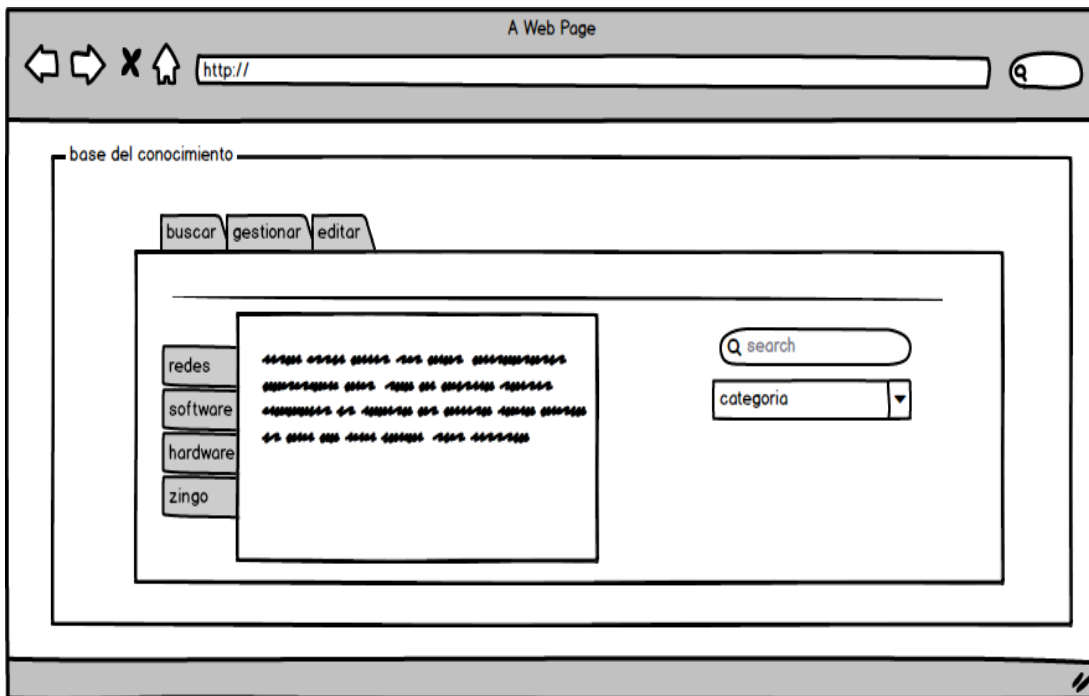 A Web Page
http://
base del conocimiento
buscar gestionar editar
search
redes
categoria
software
hardware
zingo